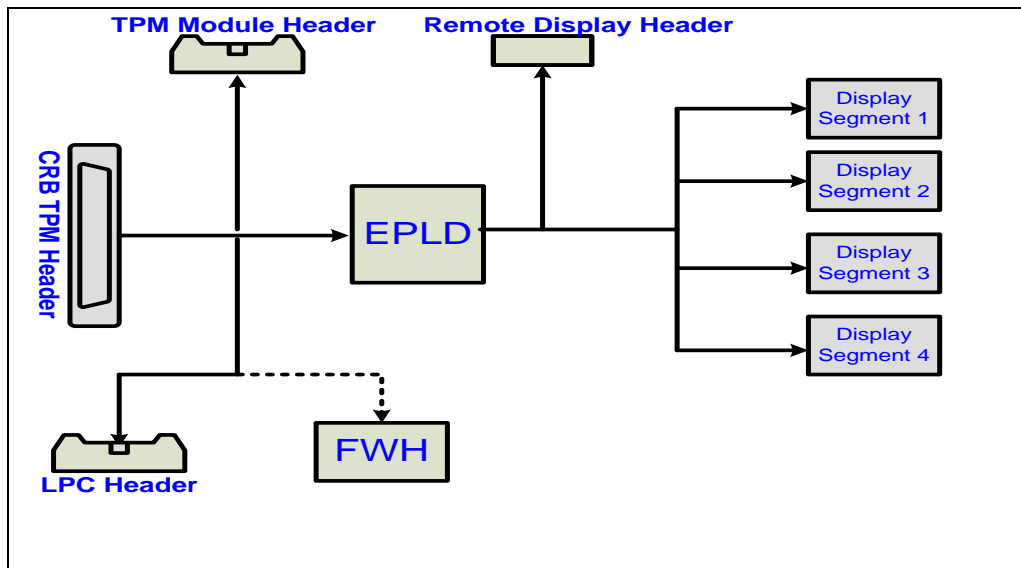 TPM Module Header
Remote Display Header
CRB TPM Header
EPLD
Display
Segment 1
Display
Segment 2
Display
Segment 3
Display
Segment 4
FWH
LPC Header